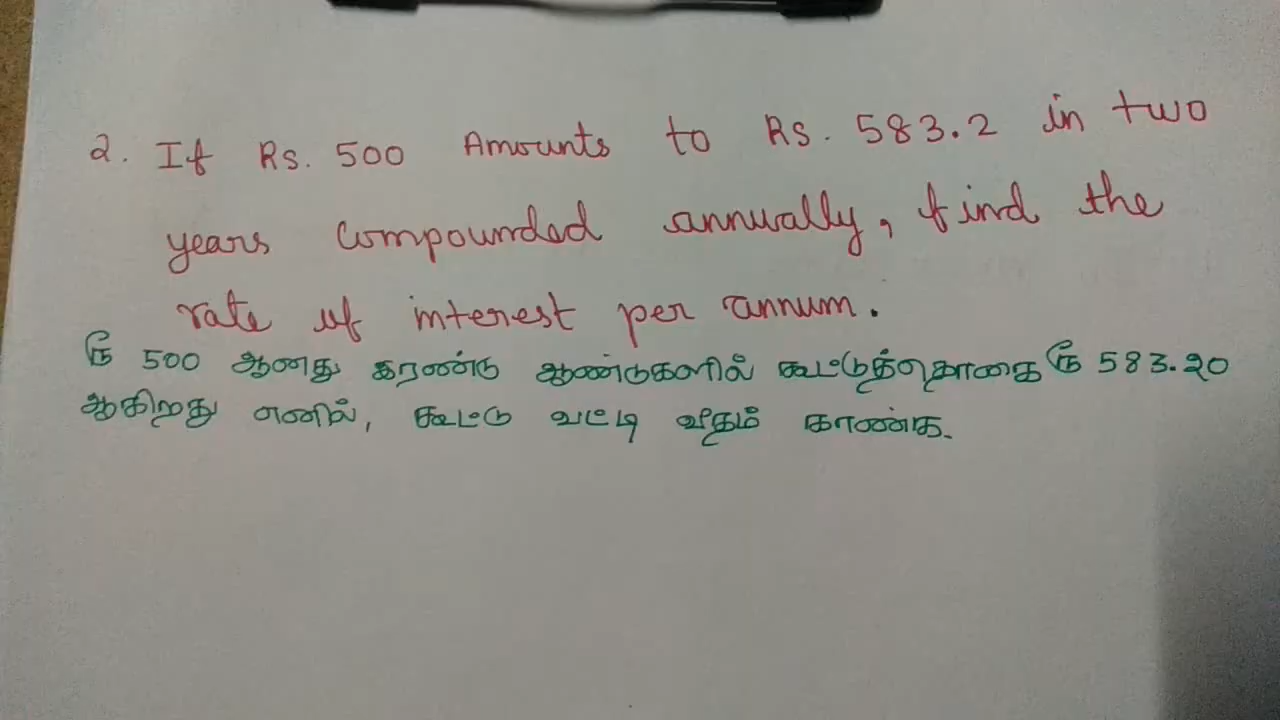 2. If Rs. 500 Amounts to Rs. 583.2 in two
years compounded annually, find the
rate of interest per annum.
ரூ 500 ஆனது இரண்டு ஆண்டுகளில் கூட்டுத்தொகை ரூ 583.20
ஆகிறது எனில், கூட்டு வட்டி வீதம் காண்க.